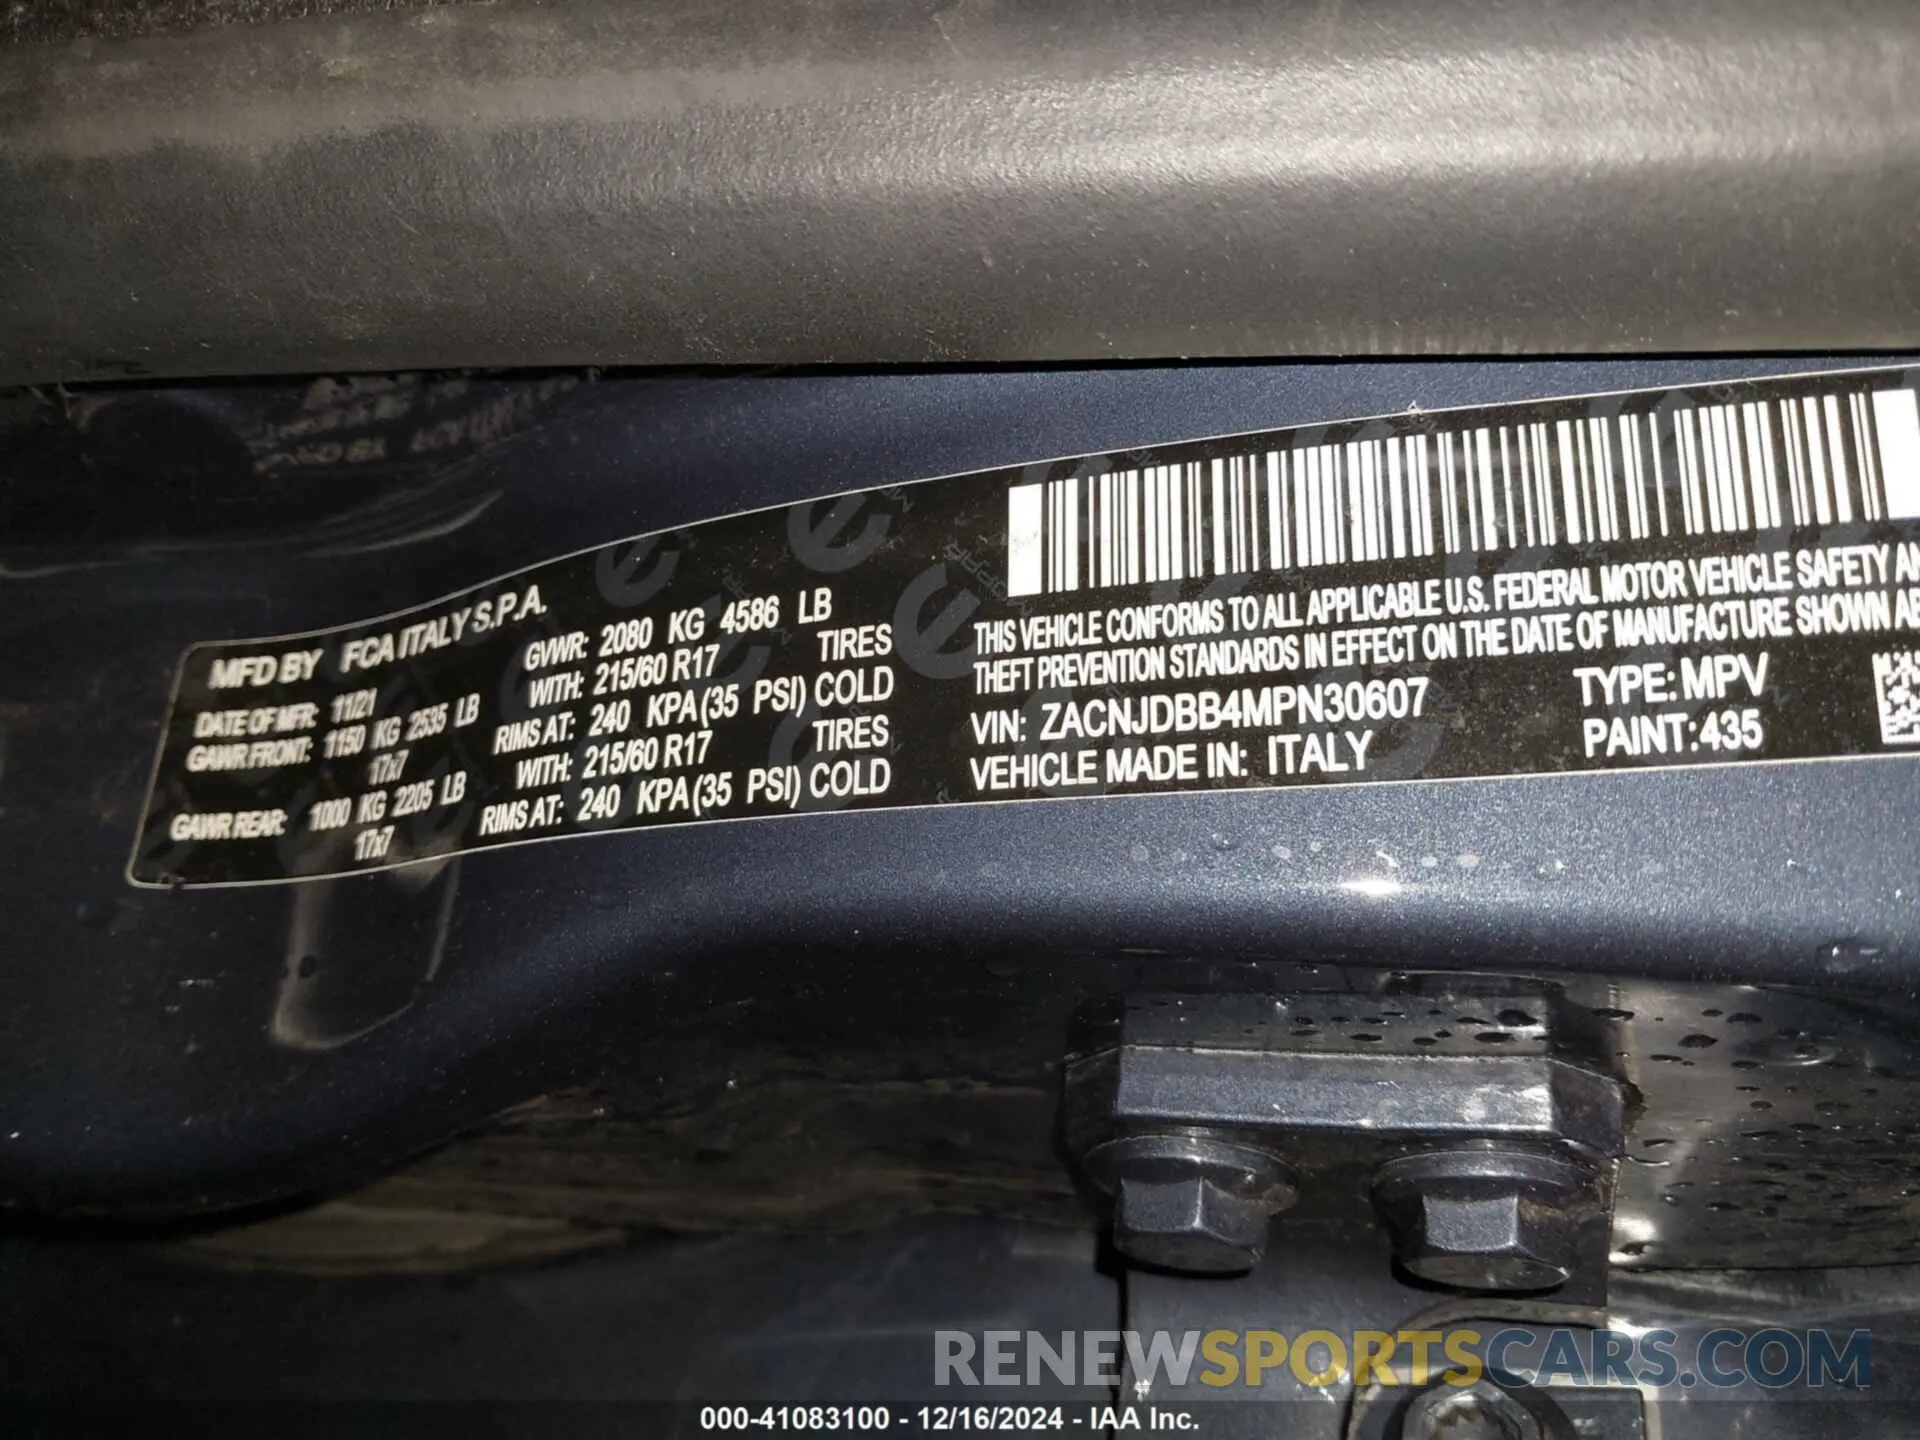 MFD BY FCA ITALY S.P.A.
DATE OF MFR: 11/21 GVWR: 2080 KG 4586 LB
GAWR FRONT: 1150 KG 2535 LB WITH: 215/60 R17 TIRES
17x7 RIMS AT: 240 KPA (35 PSI) COLD
GAWR REAR: 1000 KG 2205 LB WITH: 215/60 R17 TIRES
17x7 RIMS AT: 240 KPA (35 PSI) COLD
THIS VEHICLE CONFORMS TO ALL APPLICABLE U.S. FEDERAL MOTOR VEHICLE SAFETY AN
THEFT PREVENTION STANDARDS IN EFFECT ON THE DATE OF MANUFACTURE SHOWN AB
VIN: ZACNJDBB4MPN30607 TYPE: MPV
VEHICLE MADE IN: ITALY PAINT: 435
RENEWSPORTSCARS.COM
000-41083100 - 12/16/2024 - IAA Inc.